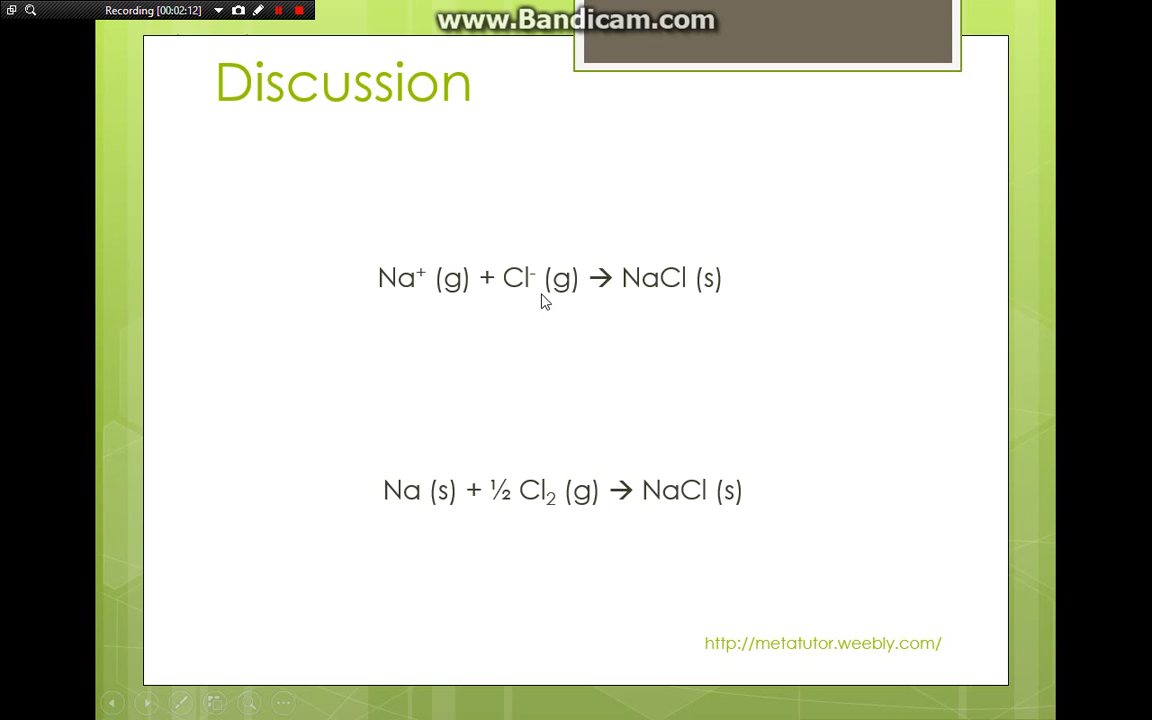 Recording [00:02:12]
www.Bandicam.com
Discussion
Na⁺ (g) + Cl⁻ (g) → NaCl (s)
Na (s) + ½ Cl₂ (g) → NaCl (s)
http://metatutor.weebly.com/